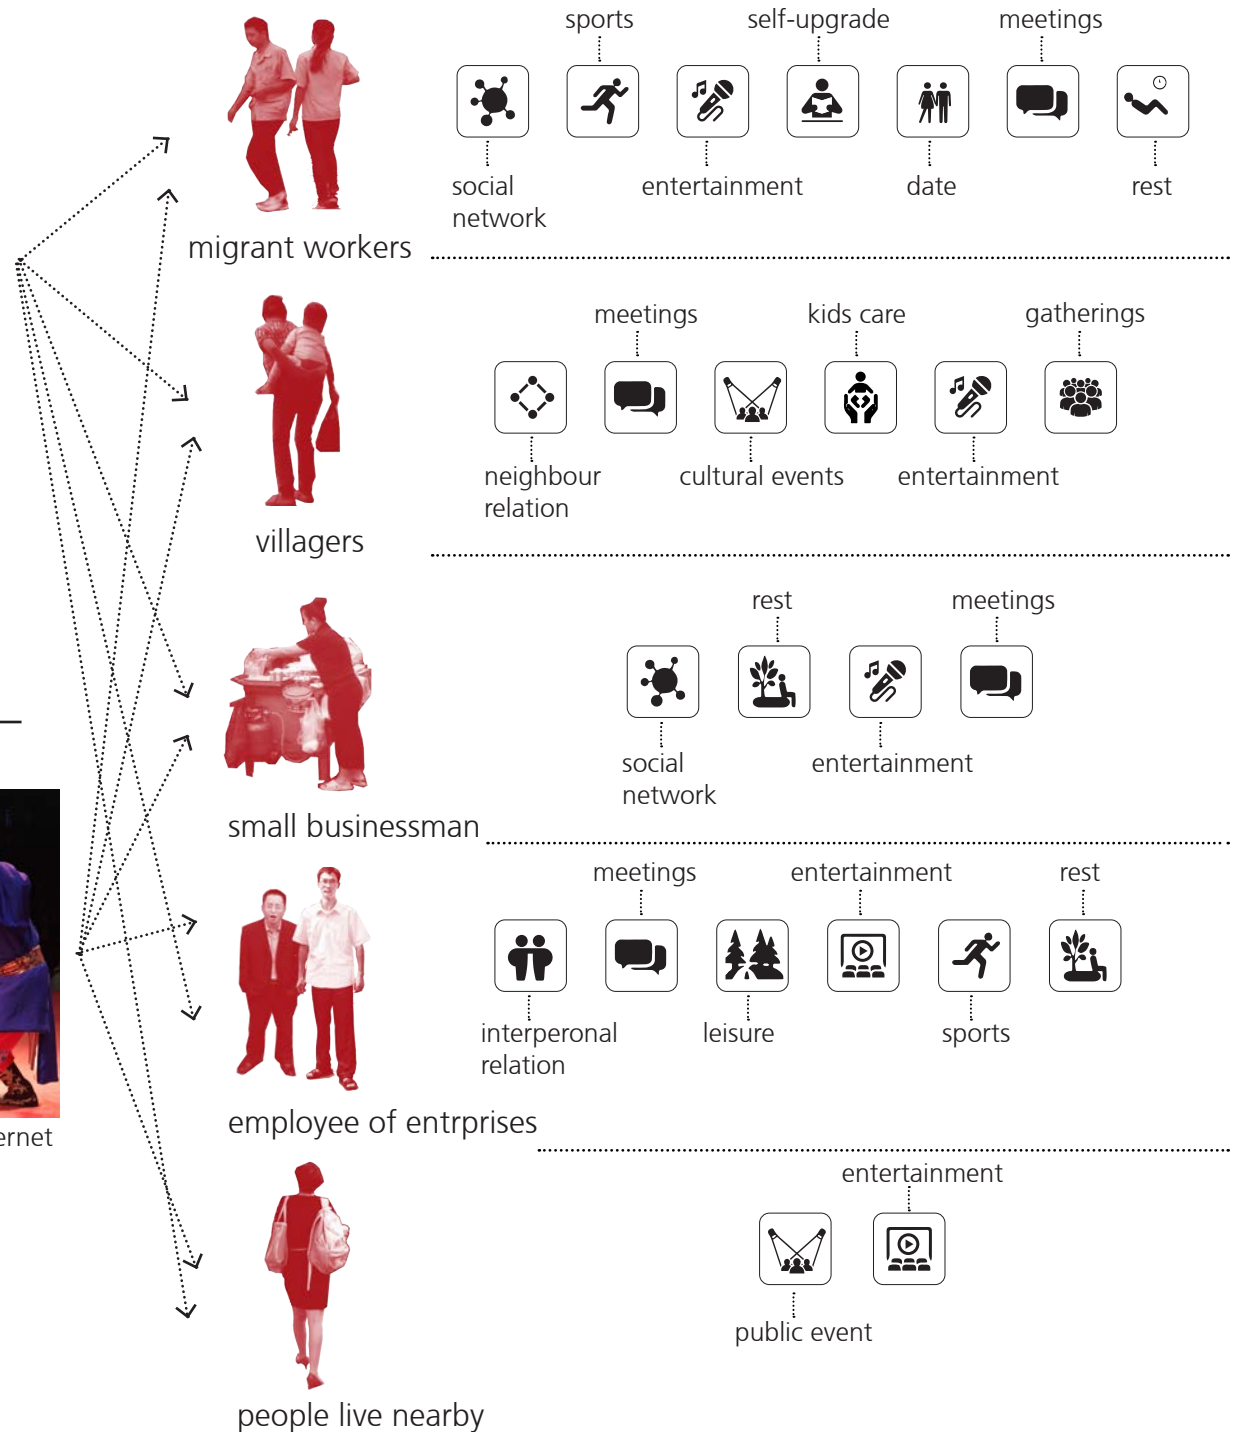 sports
self-upgrade
meetings
social
network
entertainment
date
rest
migrant workers
meetings
kids care
gatherings
neighbour
relation
cultural events
entertainment
villagers
rest
meetings
social
network
entertainment
small businessman
meetings
entertainment
rest
interperonal
relation
leisure
sports
ernet
employee of entrprises
entertainment
public event
people live nearby